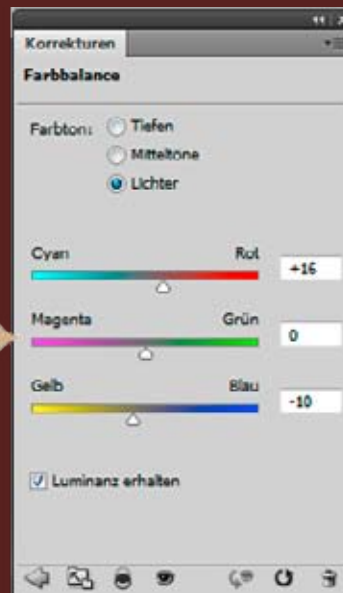 Korrekturen
Farbbalance
Farbton: Tiefen
Mitteltöne
Lichter
Cyan Rot +16
Magenta Grün 0
Gelb Blau -10
Luminanz erhalten